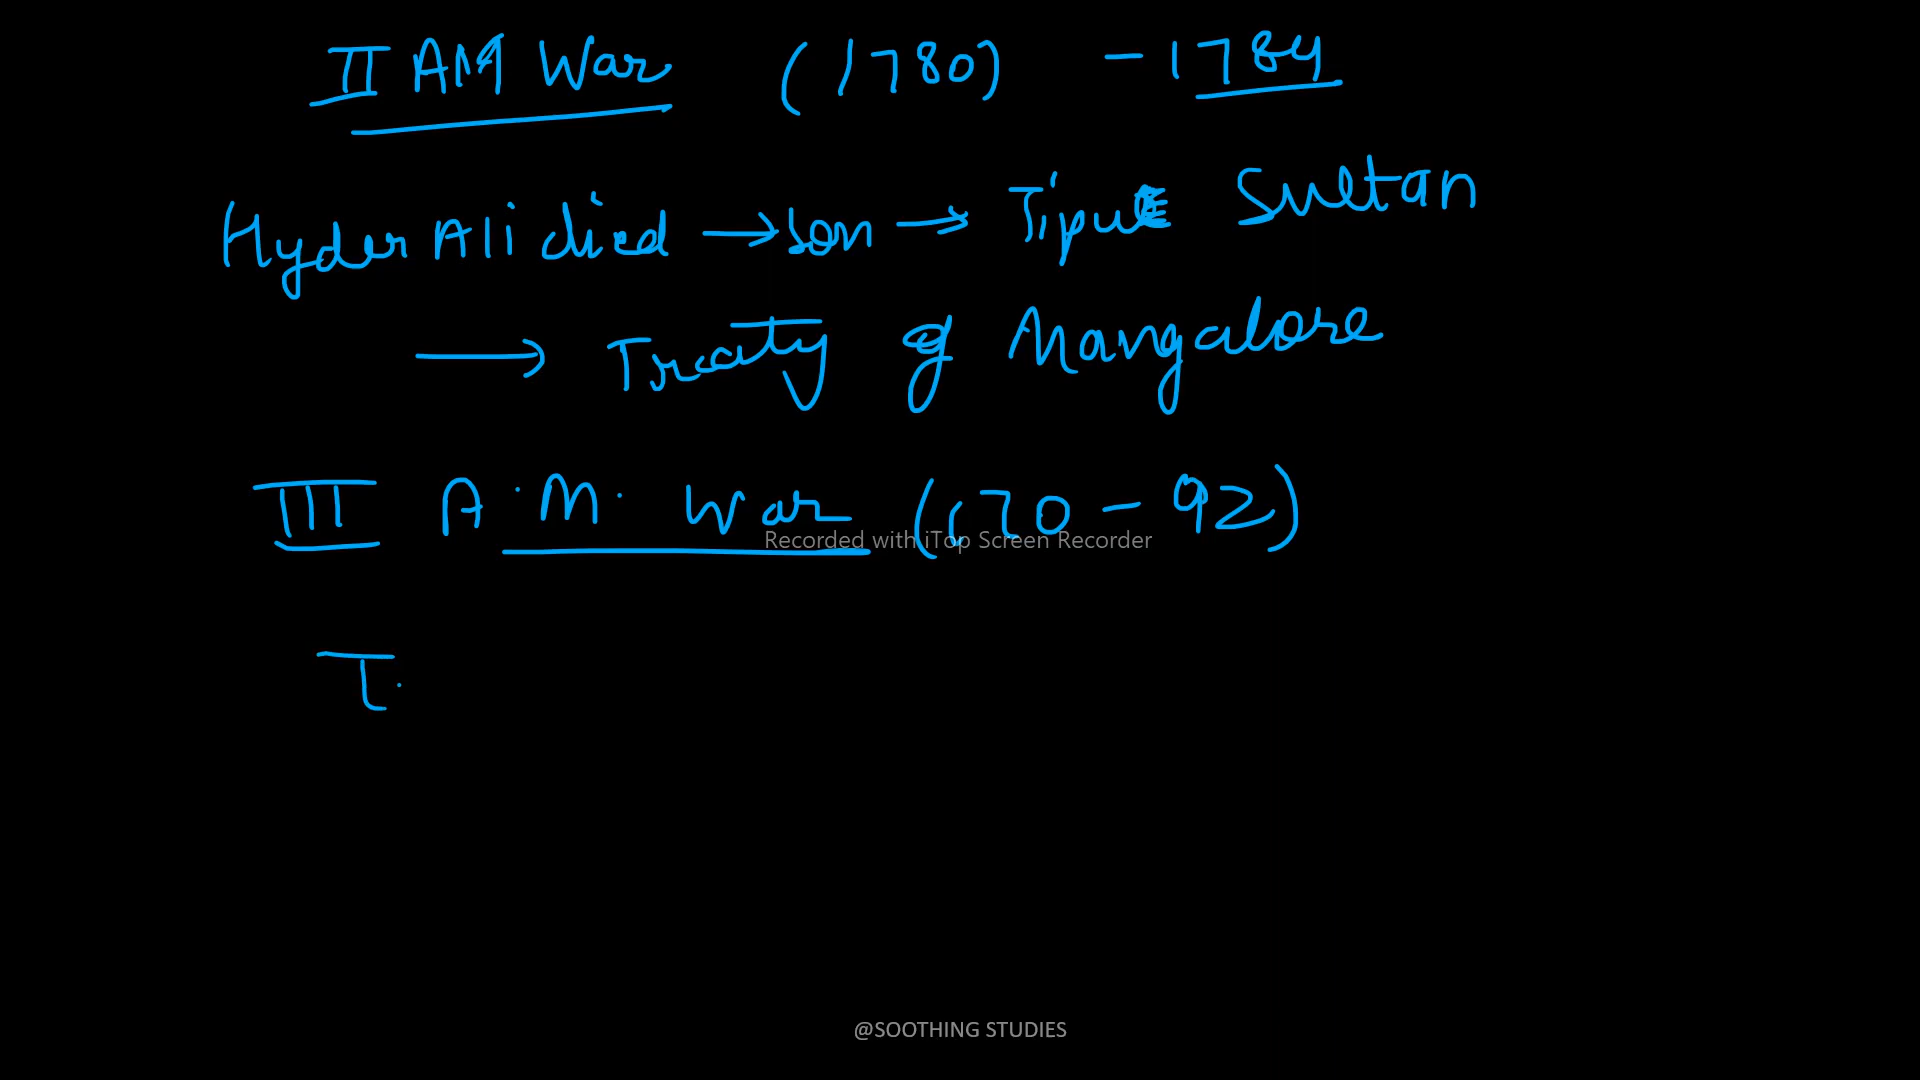 II AM War (1780) - 1784
Hyder Ali died → son → Tipu Sultan
→ Treaty of Mangalore
III A.M. War (170-92)
Recorded with iTop Screen Recorder
T.
@SOOTHING STUDIES